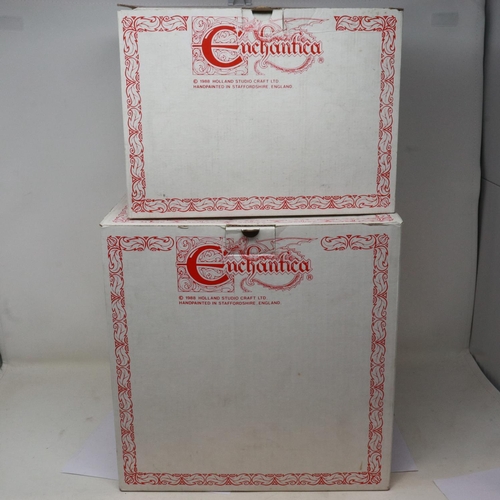 Enchantica ®
© 1988 HOLLAND STUDIO CRAFT LTD
HANDPAINTED IN STAFFORDSHIRE, ENGLAND
Enchantica ®
© 1988 HOLLAND STUDIO CRAFT LTD
HANDPAINTED IN STAFFORDSHIRE, ENGLAND